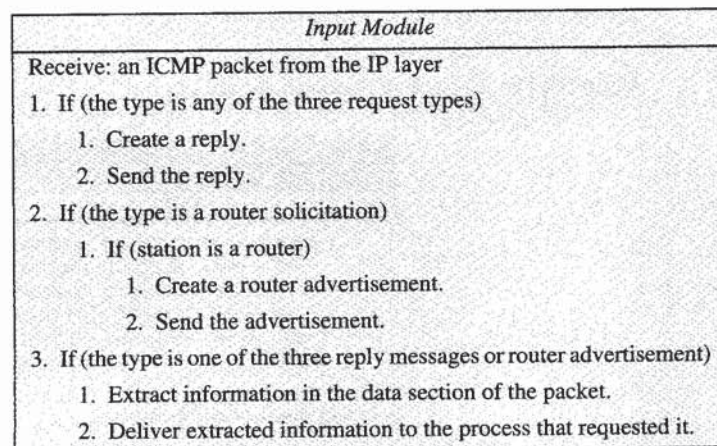 Input Module
Receive: an ICMP packet from the IP layer
1. If (the type is any of the three request types)
1. Create a reply.
2. Send the reply.
2. If (the type is a router solicitation)
1. If (station is a router)
1. Create a router advertisement.
2. Send the advertisement.
3. If (the type is one of the three reply messages or router advertisement)
1. Extract information in the data section of the packet.
2. Deliver extracted information to the process that requested it.